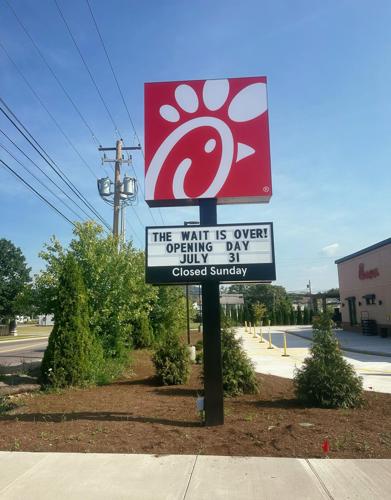 THE WAIT IS OVER!
OPENING DAY
JULY 31
Closed Sunday